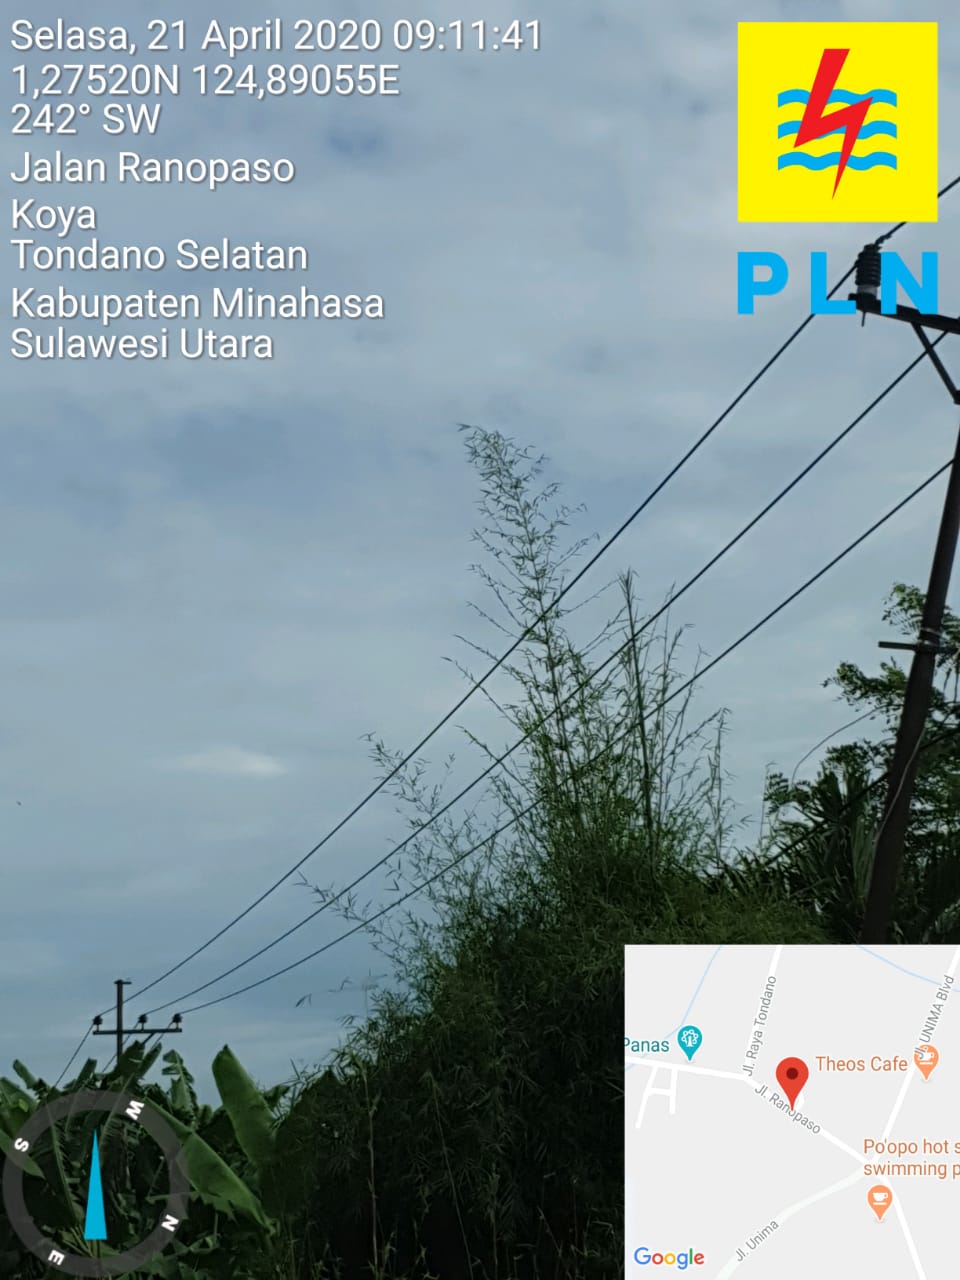 Selasa, 21 April 2020 09:11:41
1,27520N 124,89055E
242° SW
Jalan Ranopaso
Koya
Tondano Selatan
Kabupaten Minahasa
Sulawesi Utara
PLN
W
S
N
E
Panas
Jl. Raya Tondano
Jl. UNIMA Blvd
Theos Cafe
Jl. Ranopaso
Po'opo hot s
swimming p
Jl. Unima
Google